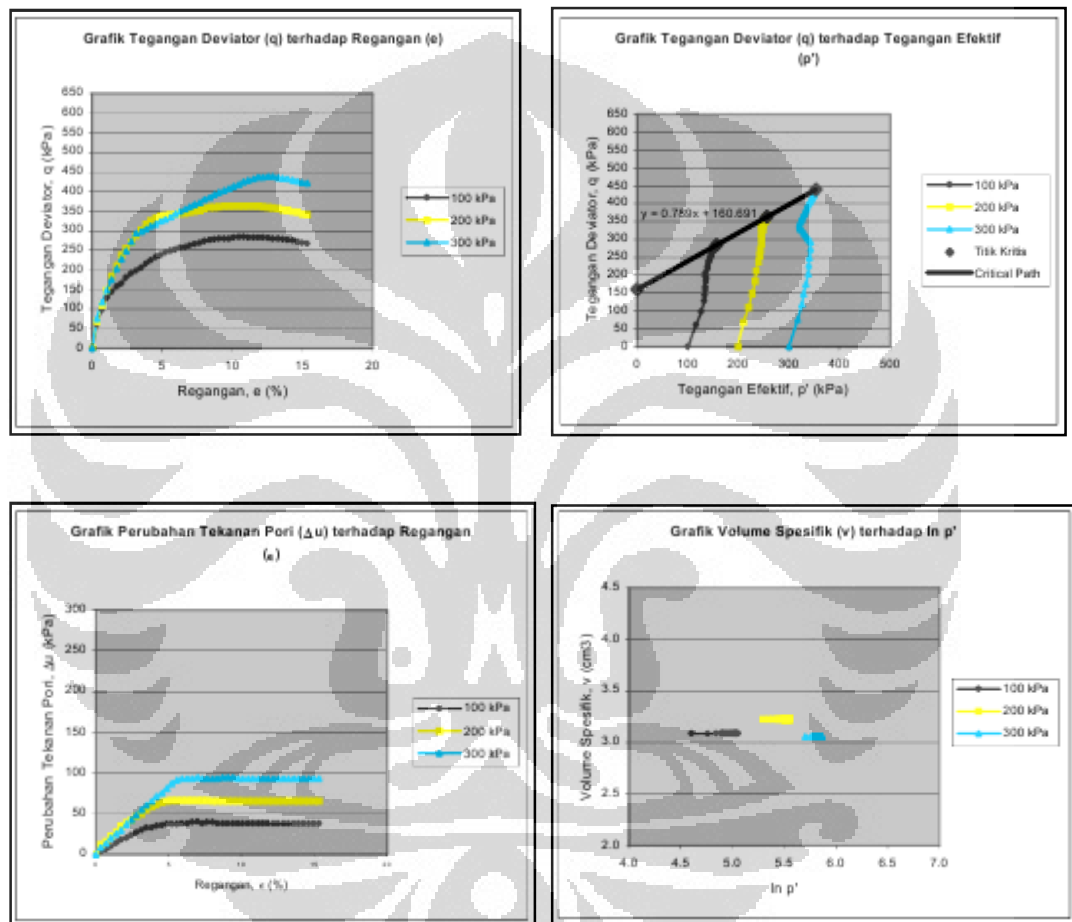 Grafik Tegangan Deviator (q) terhadap Regangan (e)
Tegangan Deviator, q (kPa)
650
600
550
500
450
400
350
300
250
200
150
100
50
0
0 5 10 15 20
Regangan, e (%)
100 kPa
200 kPa
300 kPa
Grafik Tegangan Deviator (q) terhadap Tegangan Efektif
(p')
Tegangan Deviator, q (kPa)
650
600
550
500
450
400
350
300
250
200
150
100
50
0
y = 0.789x + 160.691
0 100 200 300 400 500
Tegangan Efektif, p' (kPa)
100 kPa
200 kPa
300 kPa
Titik Kritis
Critical Path
Grafik Perubahan Tekanan Pori (Δu) terhadap Regangan
(ε)
Perubahan Tekanan Pori, Δu (kPa)
300
250
200
150
100
50
0
0 5 10 15 20
Regangan, ε (%)
100 kPa
200 kPa
300 kPa
Grafik Volume Spesifik (v) terhadap ln p'
Volume Spesifik, v (cm3)
4.5
4.0
3.5
3.0
2.5
2.0
4.0 4.5 5.0 5.5 6.0 6.5 7.0
ln p'
100 kPa
200 kPa
300 kPa